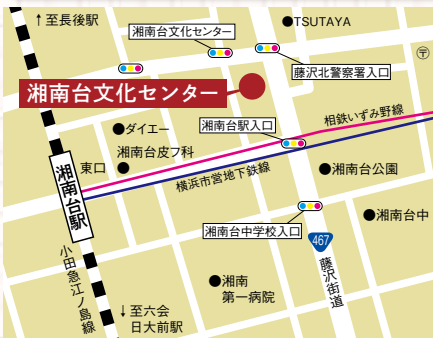 ↑至長後駅
湘南台文化センター
●TSUTAYA
〒
藤沢北警察署入口
湘南台文化センター
相鉄いずみ野線
湘南台駅入口
●ダイエー
湘南台皮フ科
東口
横浜市営地下鉄線
●湘南台公園
湘南台駅
●湘南台中
湘南台中学校入口
467
藤沢街道
小田急江ノ島線
●湘南
第一病院
↓至六会
日大前駅